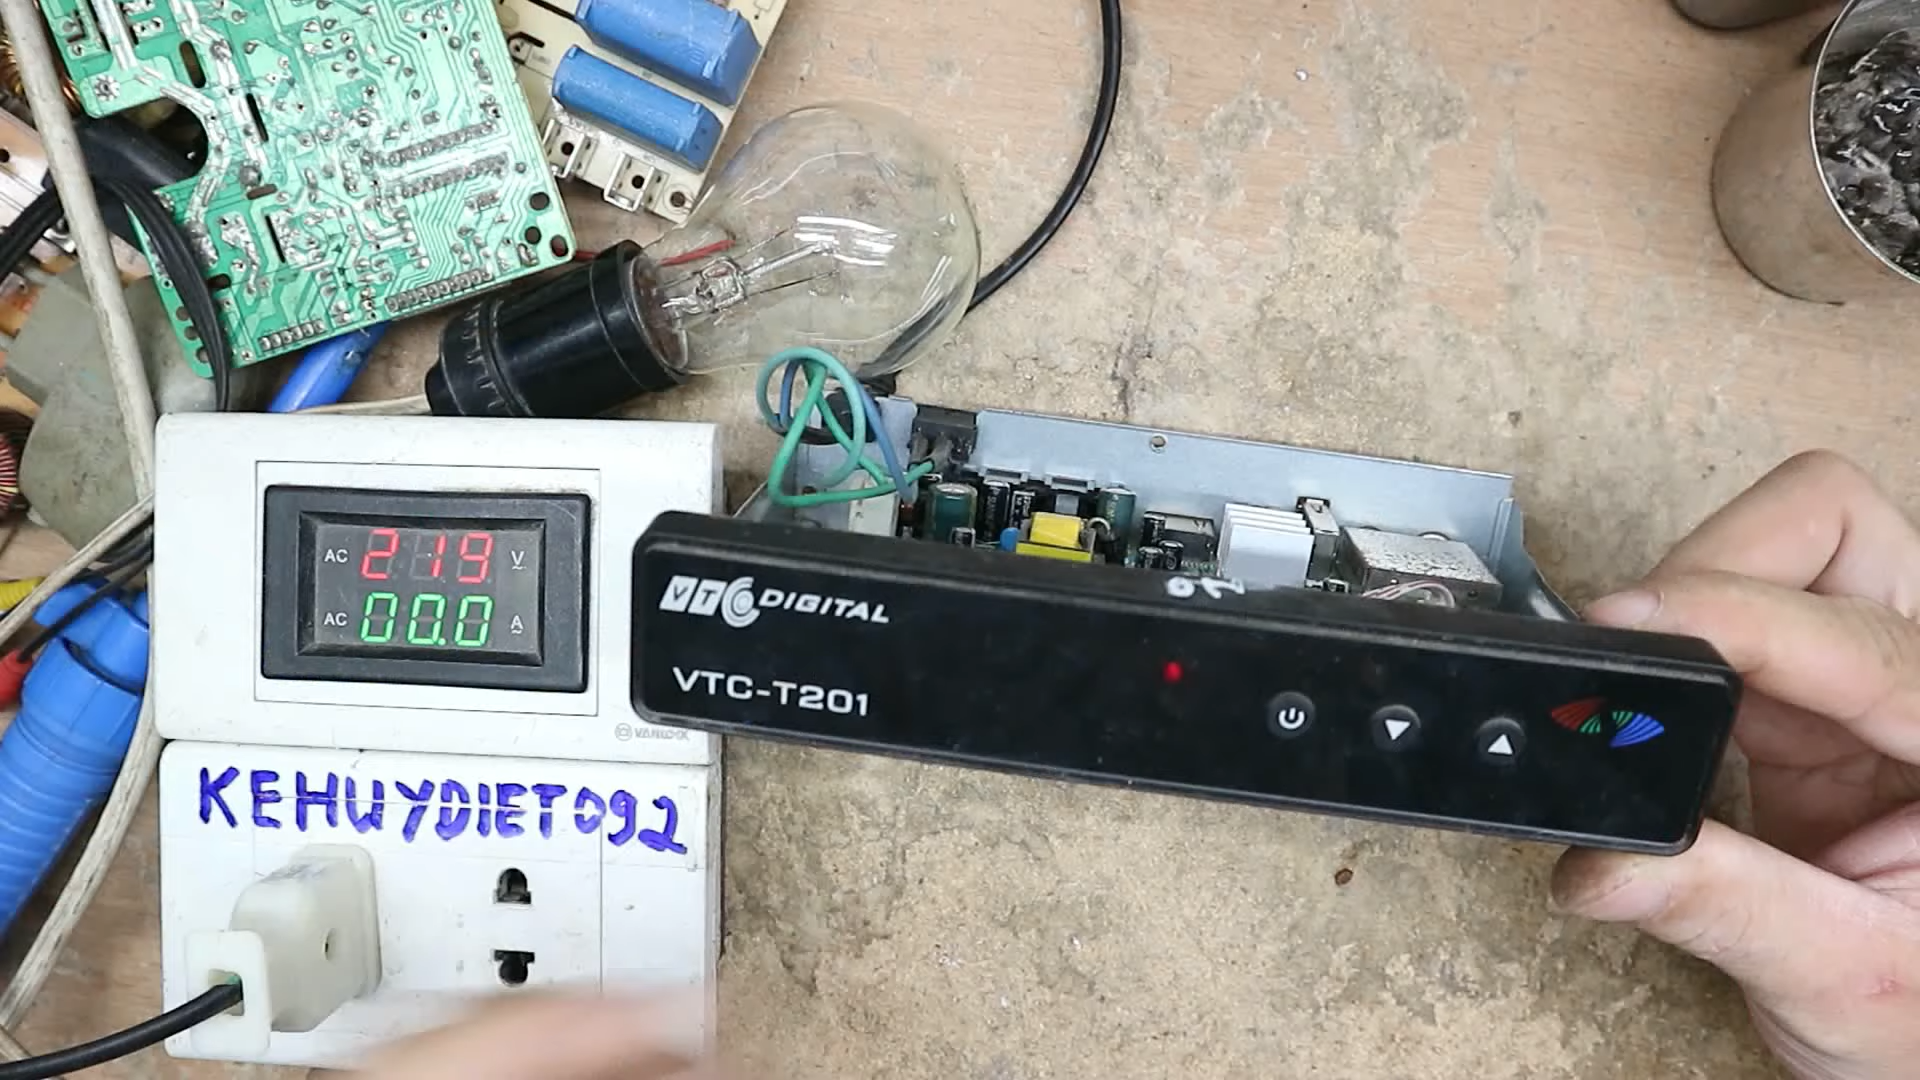 AC 219 V
AC 00.0 A
VANLOCK
KEHUYDIET092
VTC DIGITAL
VTC-T201